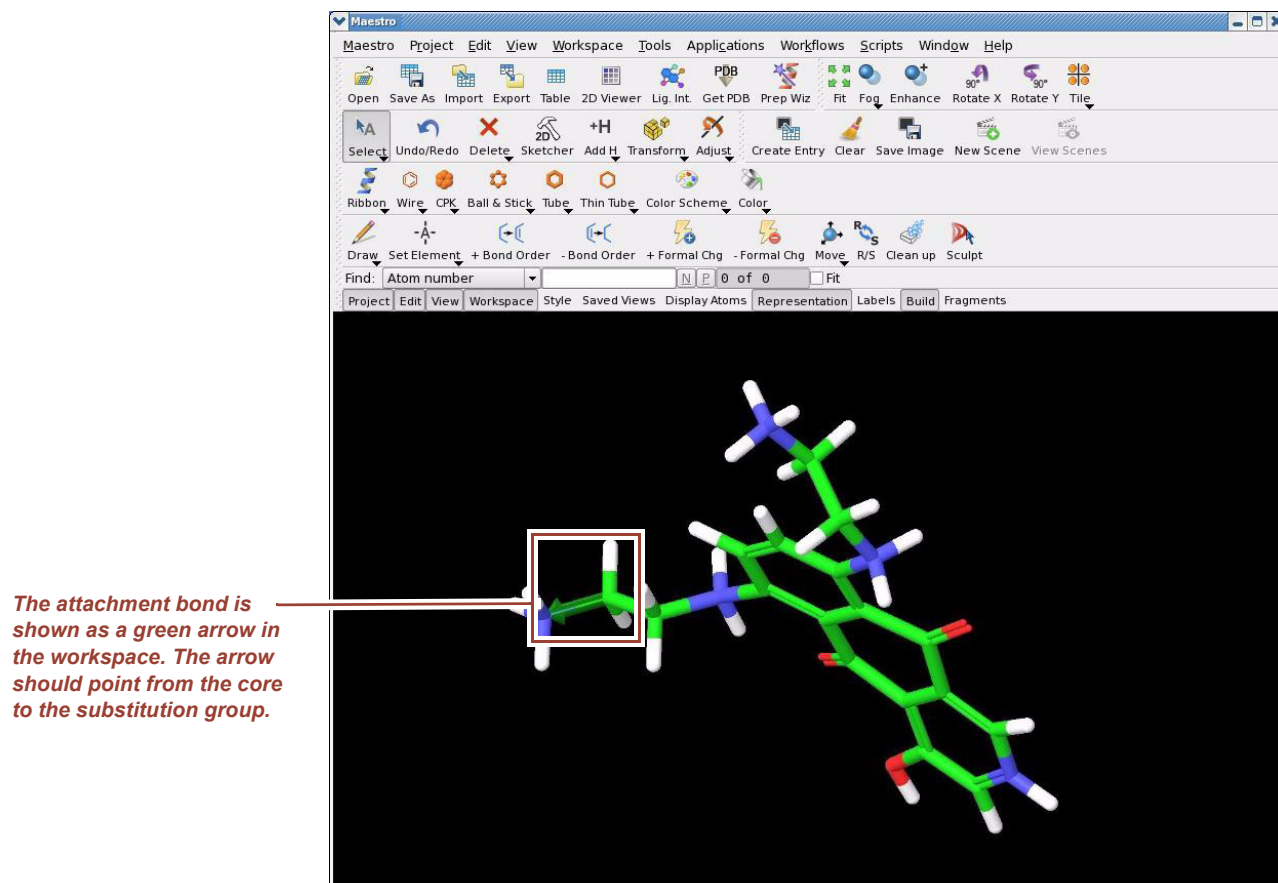 Maestro
Maestro Project Edit View Workspace Tools Applications Workflows Scripts Window Help
PDB 90° 90°
Open Save As Import Export Table 2D Viewer Lig. Int. Get PDB Prep Wiz Fit Fog Enhance Rotate X Rotate Y Tile
A 2D +H
Select Undo/Redo Delete Sketcher Add H Transform Adjust Create Entry Clear Save Image New Scene View Scenes
Ribbon Wire CPK Ball & Stick Tube Thin Tube Color Scheme Color
-A- R S
Draw Set Element + Bond Order - Bond Order + Formal Chg - Formal Chg Move R/S Clean up Sculpt
Find: Atom number N P 0 of 0 Fit
Project Edit View Workspace Style Saved Views Display Atoms Representation Labels Build Fragments
The attachment bond is
shown as a green arrow in
the workspace. The arrow
should point from the core
to the substitution group.